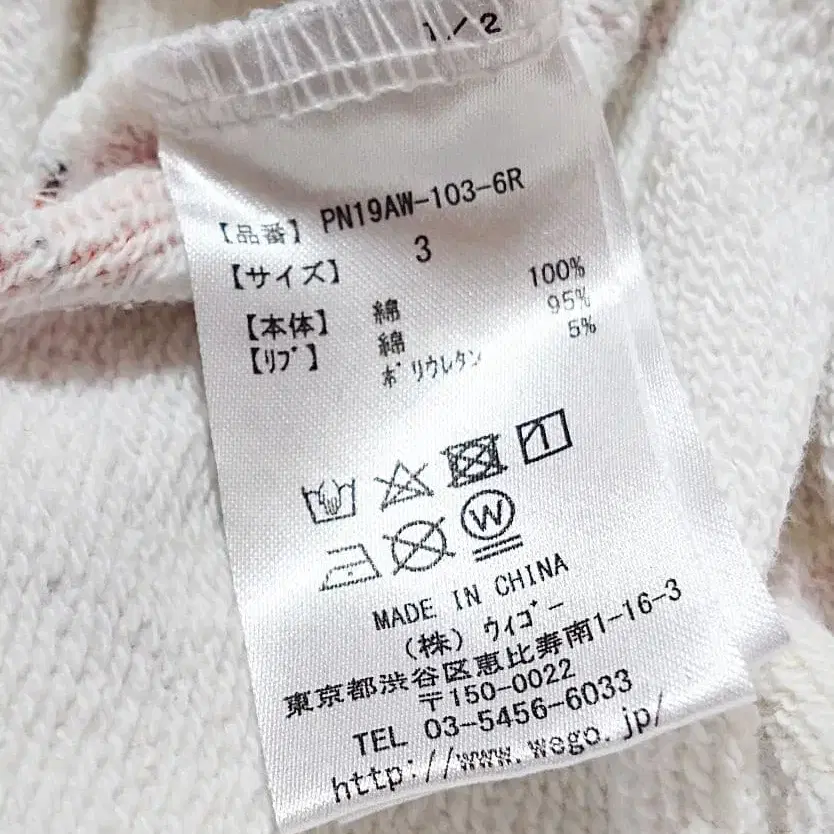 1/2
【品番】 PN19AW-103-6R
【サイズ】 3
【本体】 綿 100%
【リブ】 綿 95%
ポリウレタン 5%
W
MADE IN CHINA
(株) ウィゴー
東京都渋谷区恵比寿南1-16-3
〒150-0022
TEL 03-5456-6033
http://www.wego.jp/